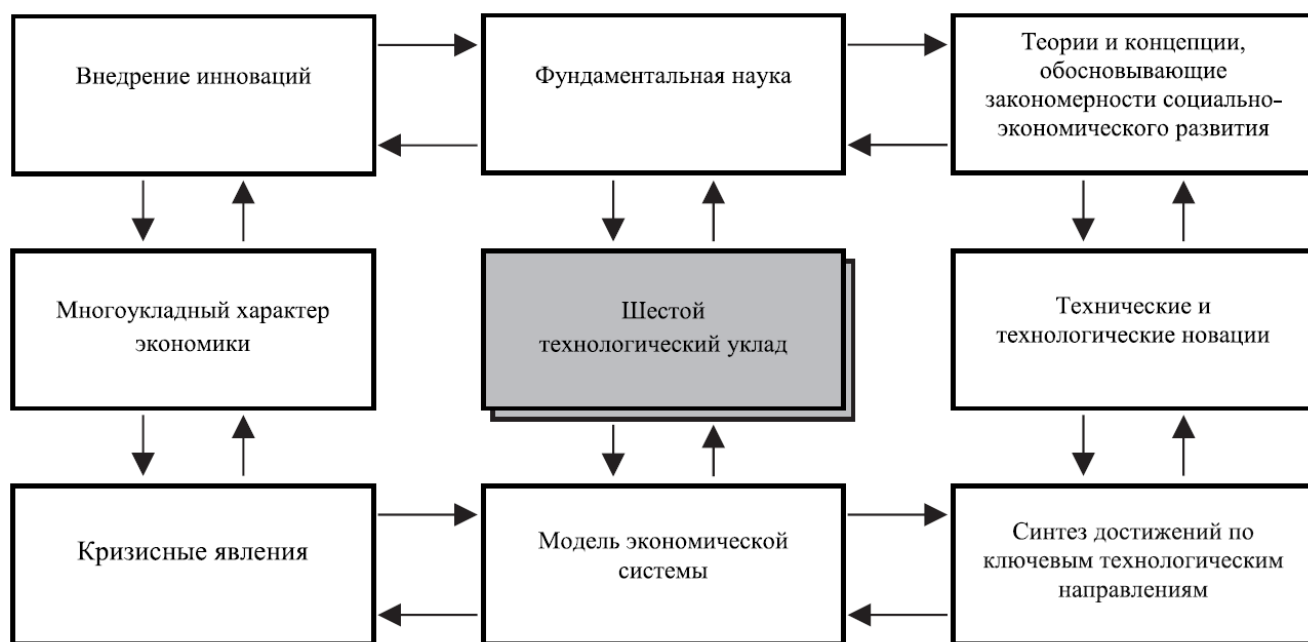 Внедрение инноваций
Фундаментальная наука
Теории и концепции,
обосновывающие
закономерности социально-
экономического развития
Многоукладный характер
экономики
Шестой
технологический уклад
Технические и
технологические новации
Кризисные явления
Модель экономической
системы
Синтез достижений по
ключевым технологическим
направлениям